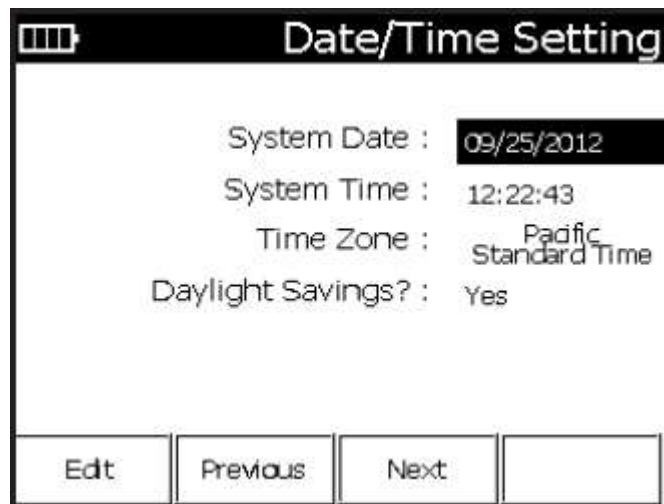 Date/Time Setting
System Date : 09/25/2012
System Time : 12:22:43
Time Zone : Pacific
Standard Time
Daylight Savings? : Yes
Edit Previous Next